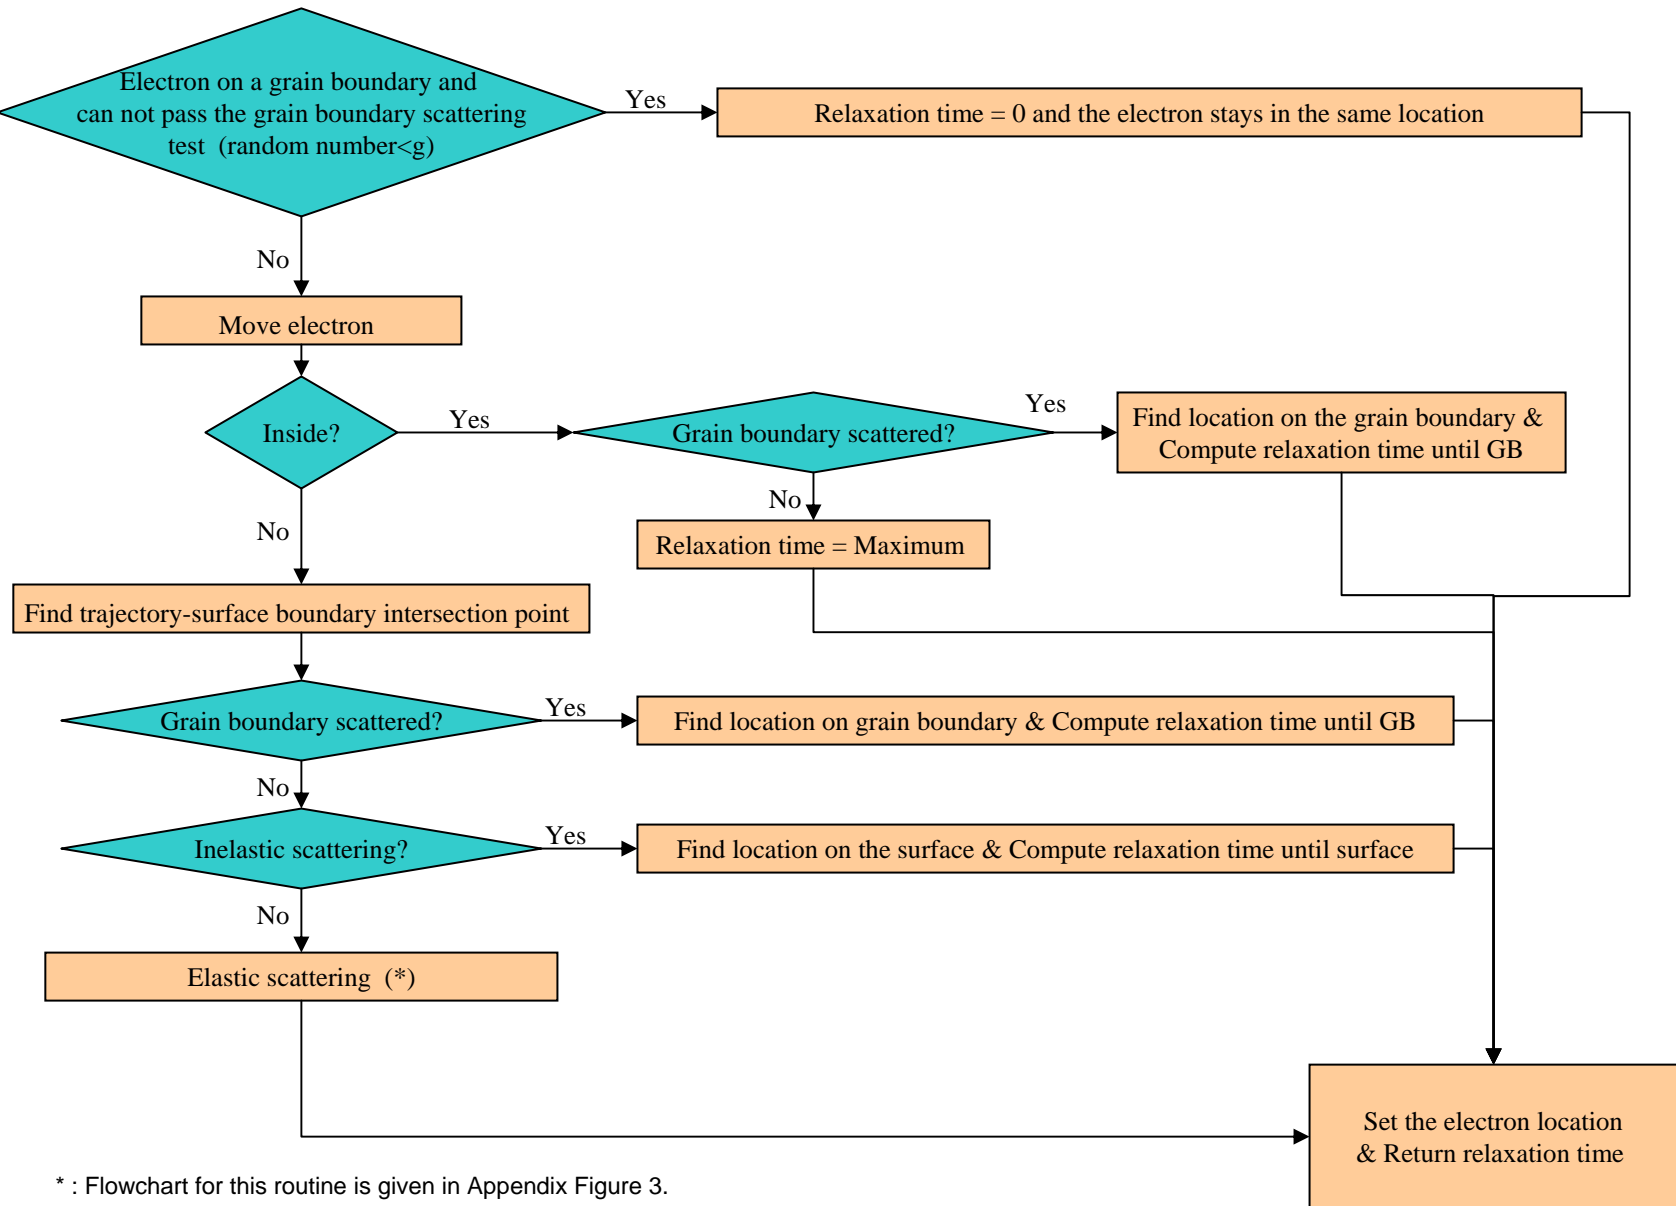 Electron on a grain boundary and
can not pass the grain boundary scattering
test (random number<g)
Yes
Relaxation time = 0 and the electron stays in the same location
No
Move electron
Inside?
Yes
Grain boundary scattered?
Yes
Find location on the grain boundary &
Compute relaxation time until GB
No
Relaxation time = Maximum
No
Find trajectory-surface boundary intersection point
Grain boundary scattered?
Yes
Find location on grain boundary & Compute relaxation time until GB
No
Inelastic scattering?
Yes
Find location on the surface & Compute relaxation time until surface
No
Elastic scattering (*)
Set the electron location
& Return relaxation time
* : Flowchart for this routine is given in Appendix Figure 3.